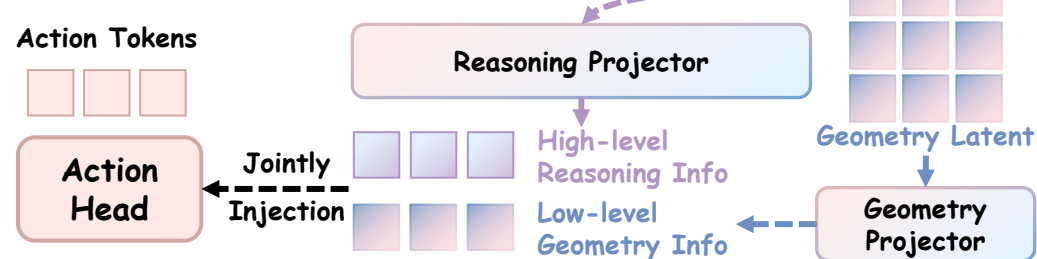 Action Tokens
Reasoning Projector
Geometry Latent
High-level
Reasoning Info
Jointly
Injection
Action
Head
Low-level
Geometry Info
Geometry
Projector